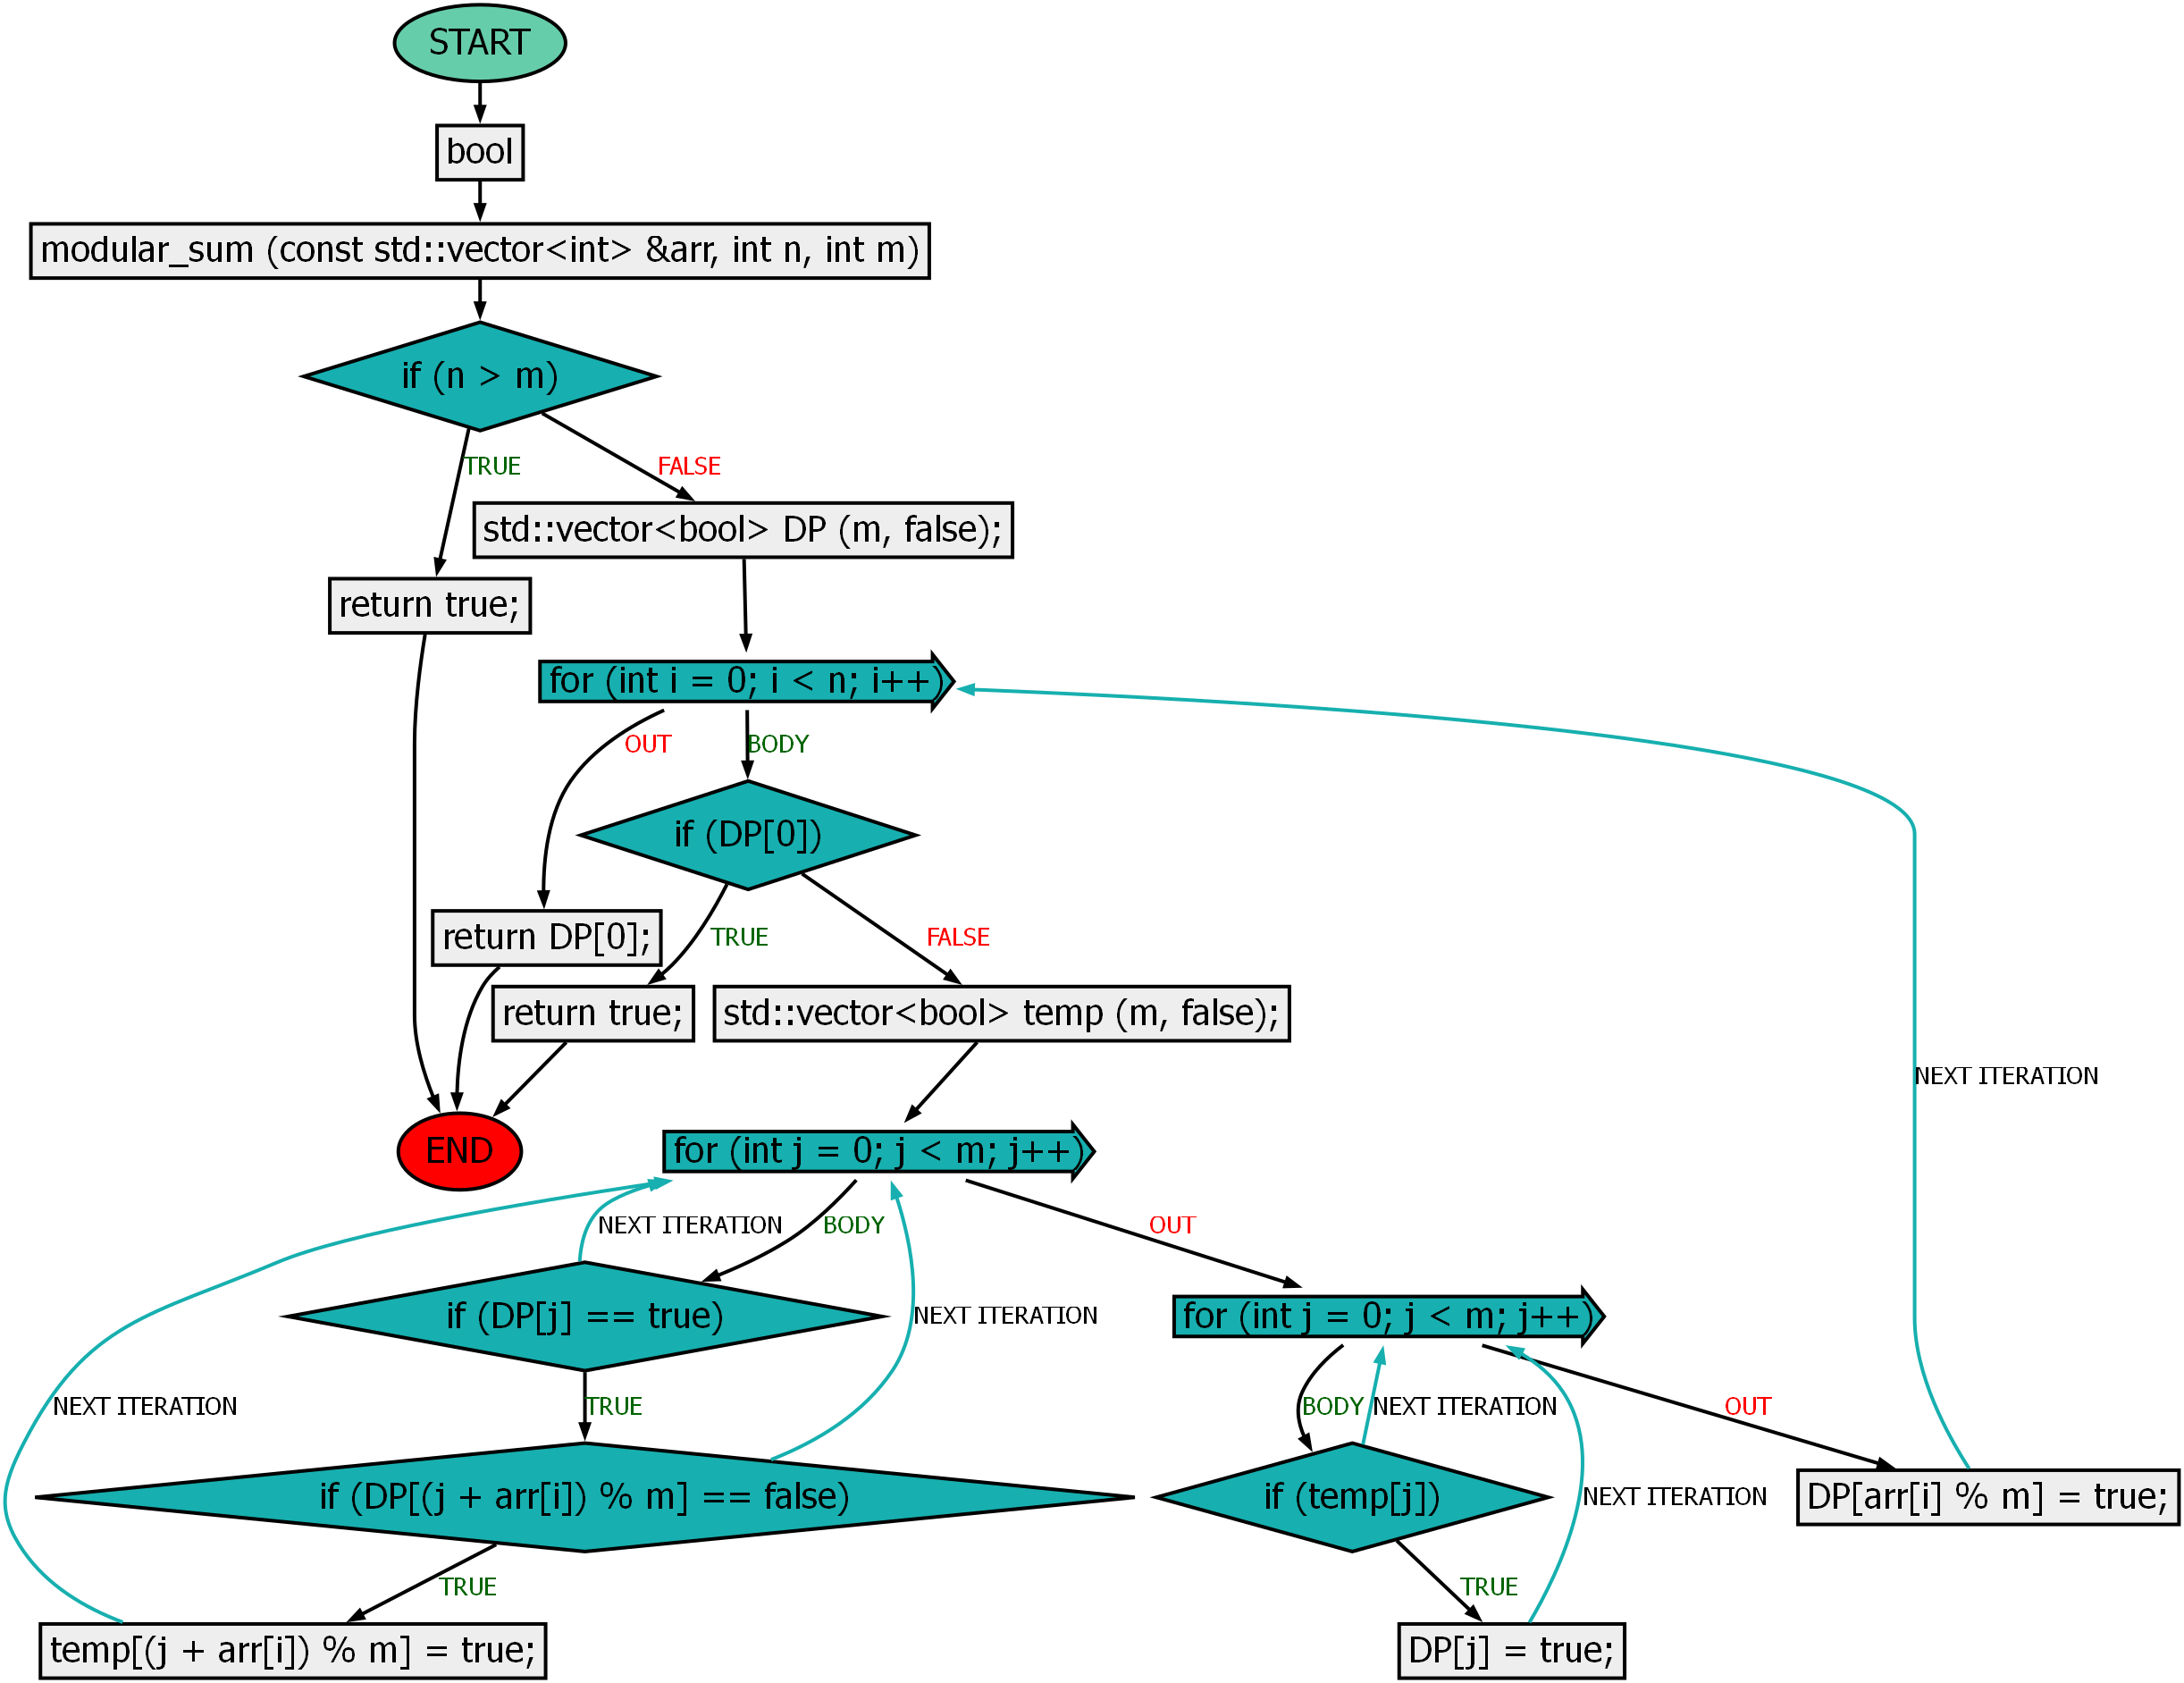 START
bool
modular_sum (const std::vector<int> &arr, int n, int m)
if (n > m)
TRUE
FALSE
std::vector<bool> DP (m, false);
return true;
for (int i = 0; i < n; i++)
OUT
BODY
if (DP[0])
return DP[0];
TRUE
FALSE
return true;
std::vector<bool> temp (m, false);
NEXT ITERATION
END
for (int j = 0; j < m; j++)
NEXT ITERATION
BODY
OUT
if (DP[j] == true)
NEXT ITERATION
for (int j = 0; j < m; j++)
NEXT ITERATION
TRUE
BODY
NEXT ITERATION
OUT
if (DP[(j + arr[i]) % m] == false)
if (temp[j])
NEXT ITERATION
DP[arr[i] % m] = true;
TRUE
TRUE
temp[(j + arr[i]) % m] = true;
DP[j] = true;